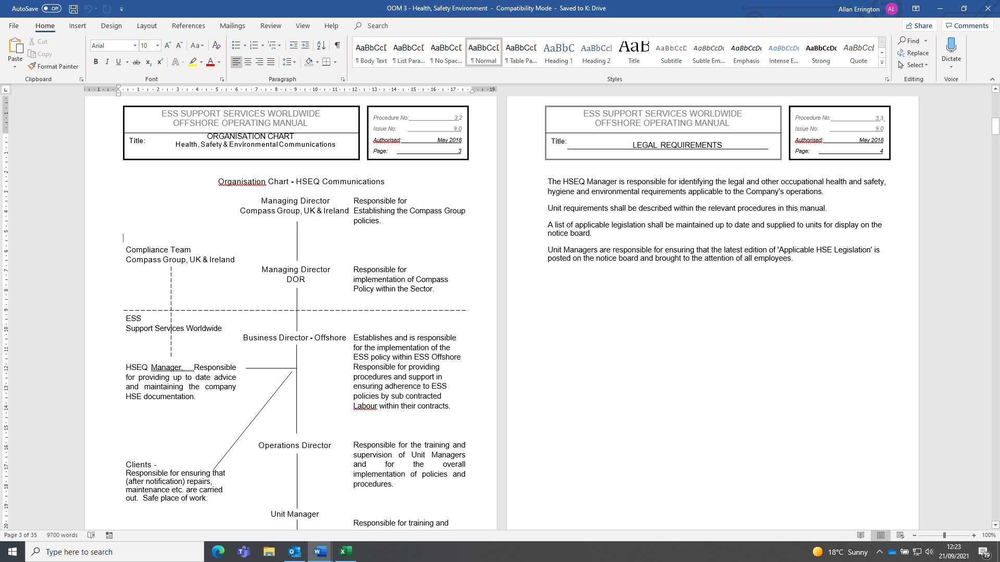 AutoSave Off
OOM 3 - Health, Safety Environment - Compatibility Mode - Saved to K: Drive
Allan Errington AE
File Home Insert Design Layout References Mailings Review View Help Search
Share Comments
Paste
Cut
Copy
Format Painter
Clipboard
Arial 10
Font
Paragraph
AaBbCcD ¶ Body Text
¶ List Para...
¶ No Spac...
¶ Normal
¶ Table Pa...
Heading 1
Heading 2
Title
Subtitle
Subtle Em...
Emphasis
Intense E...
Strong
Quote
Styles
Find
Replace
Select
Editing
Dictate
Voice
ESS SUPPORT SERVICES WORLDWIDE
OFFSHORE OPERATING MANUAL
Title: ORGANISATION CHART
Health, Safety & Environmental Communications
Procedure No: 3.2
Issue No: 9.0
Authorised: May 2018
Page: 3
Organisation Chart - HSEQ Communications
Managing Director
Compass Group, UK & Ireland
Responsible for
Establishing the Compass Group
policies.
Compliance Team
Compass Group, UK & Ireland
Managing Director
DOR
Responsible for
implementation of Compass
Policy within the Sector.
ESS
Support Services Worldwide
Business Director - Offshore
Establishes and is responsible
for the implementation of the
ESS policy within ESS Offshore
Responsible for providing
procedures and support in
ensuring adherence to ESS
policies by sub contracted
Labour within their contracts.
HSEQ Manager, Responsible
for providing up to date advice
and maintaining the company
HSE documentation.
Operations Director
Responsible for the training and
supervision of Unit Managers
and for the overall
implementation of policies and
procedures.
Clients -
Responsible for ensuring that
(after notification) repairs,
maintenance etc. are carried
out. Safe place of work.
Unit Manager
Responsible for training and
ESS SUPPORT SERVICES WORLDWIDE
OFFSHORE OPERATING MANUAL
Title: LEGAL REQUIREMENTS
Procedure No: 3.3
Issue No: 9.0
Authorised: May 2018
Page: 4
The HSEQ Manager is responsible for identifying the legal and other occupational health and safety,
hygiene and environmental requirements applicable to the Company's operations.
Unit requirements shall be described within the relevant procedures in this manual.
A list of applicable legislation shall be maintained up to date and supplied to units for display on the
notice board.
Unit Managers are responsible for ensuring that the latest edition of 'Applicable HSE Legislation' is
posted on the notice board and brought to the attention of all employees.
Page 3 of 35 9700 words
100%
Type here to search
18°C Sunny
12:23
21/09/2021
19